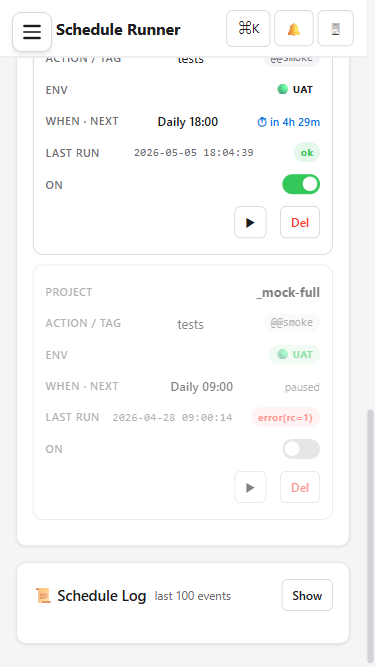 Schedule Runner ⌘K
ACTION / TAG tests @@smoke
ENV UAT
WHEN · NEXT Daily 18:00 ⏱ in 4h 29m
LAST RUN 2026-05-05 18:04:39 ok
ON
▶ Del
PROJECT _mock-full
ACTION / TAG tests @@smoke
ENV UAT
WHEN · NEXT Daily 09:00 paused
LAST RUN 2026-04-28 09:00:14 error(rc=1)
ON
▶ Del
Schedule Log last 100 events Show